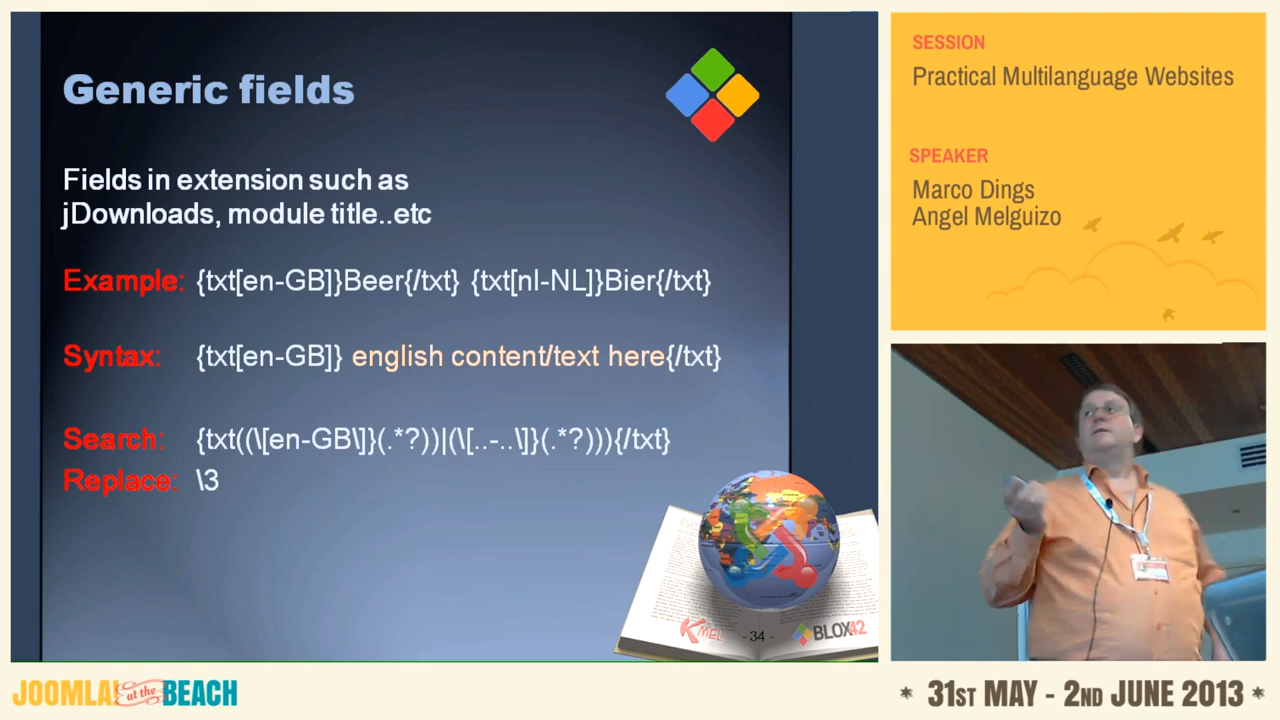 Generic fields
Fields in extension such as
jDownloads, module title..etc
Example: {txt[en-GB]}Beer{/txt} {txt[nl-NL]}Bier{/txt}
Syntax: {txt[en-GB]} english content/text here{/txt}
Search: {txt((\[en-GB\]}(.*?))|(\[..-..\]}(.*?))){/txt}
Replace: \3
KMEL
- 34 -
BLOX42
SESSION
Practical Multilanguage Websites
SPEAKER
Marco Dings
Angel Melguizo
JOOMLA! at the BEACH
* 31ST MAY - 2ND JUNE 2013 *